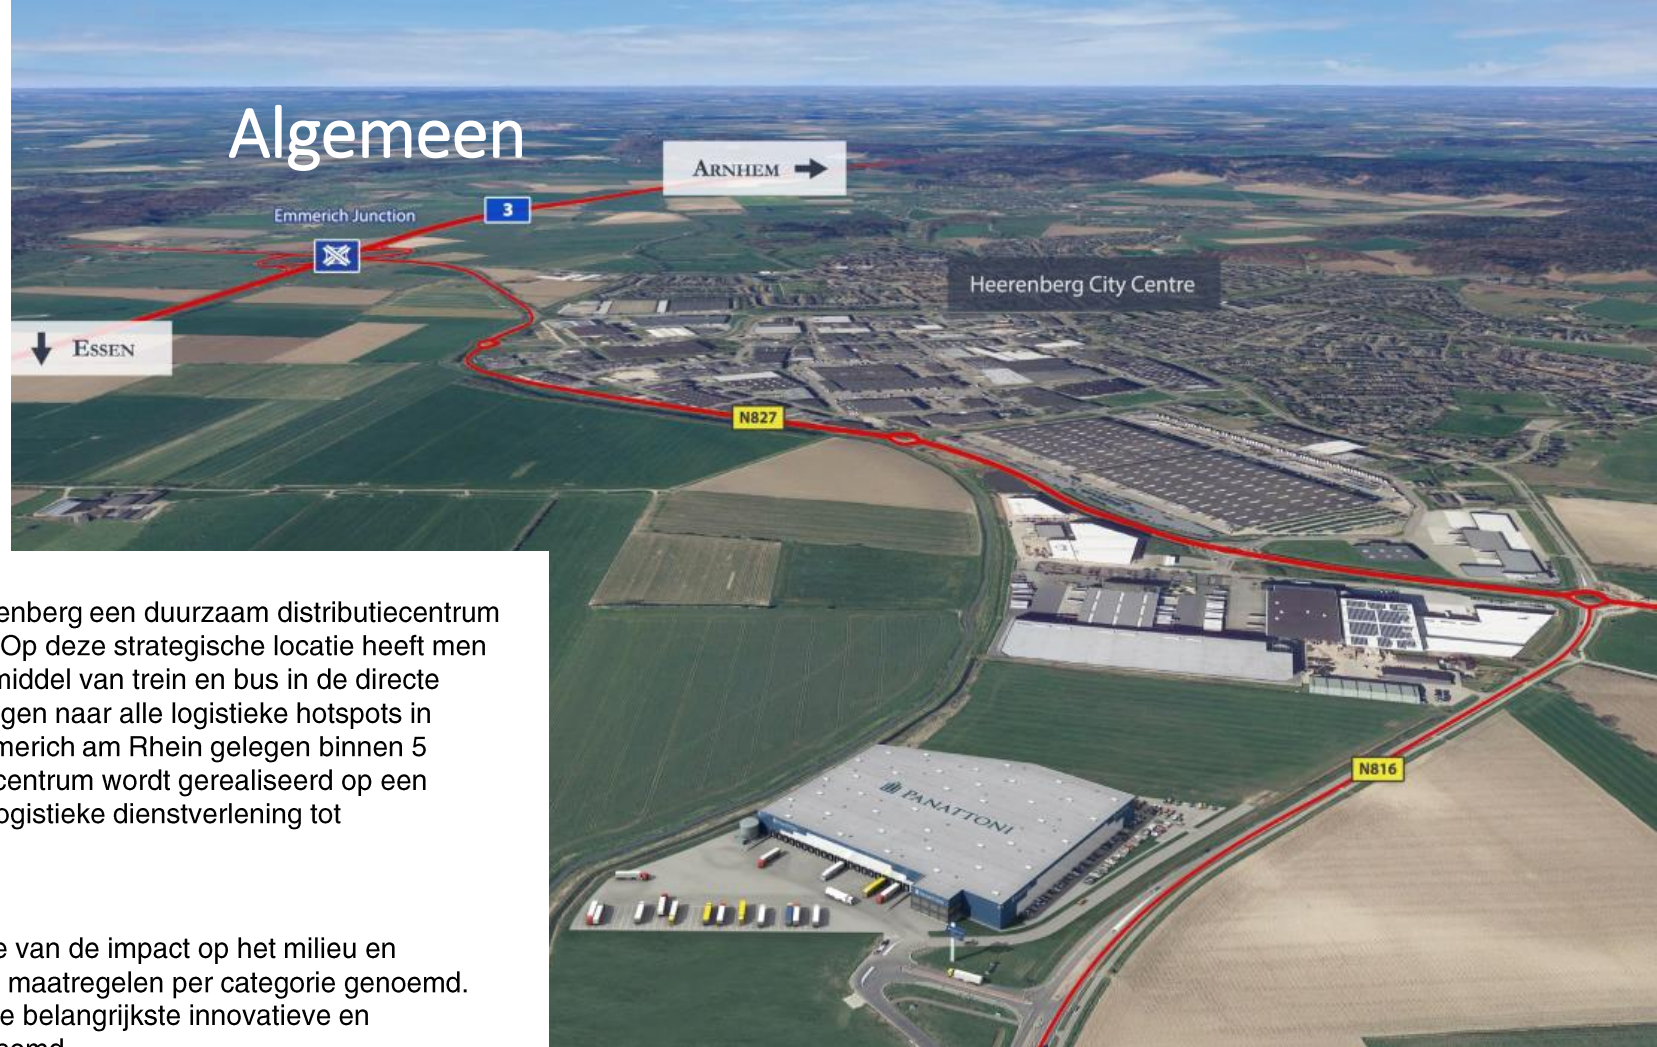 Algemeen
ARNHEM
3
Emmerich Junction
Heerenberg City Centre
ESSEN
N827
N816
PANATTONI
enberg een duurzaam distributiecentrum
Op deze strategische locatie heeft men
middel van trein en bus in de directe
gen naar alle logistieke hotspots in
merich am Rhein gelegen binnen 5
centrum wordt gerealiseerd op een
ogistieke dienstverlening tot
e van de impact op het milieu en
maatregelen per categorie genoemd.
e belangrijkste innovatieve en